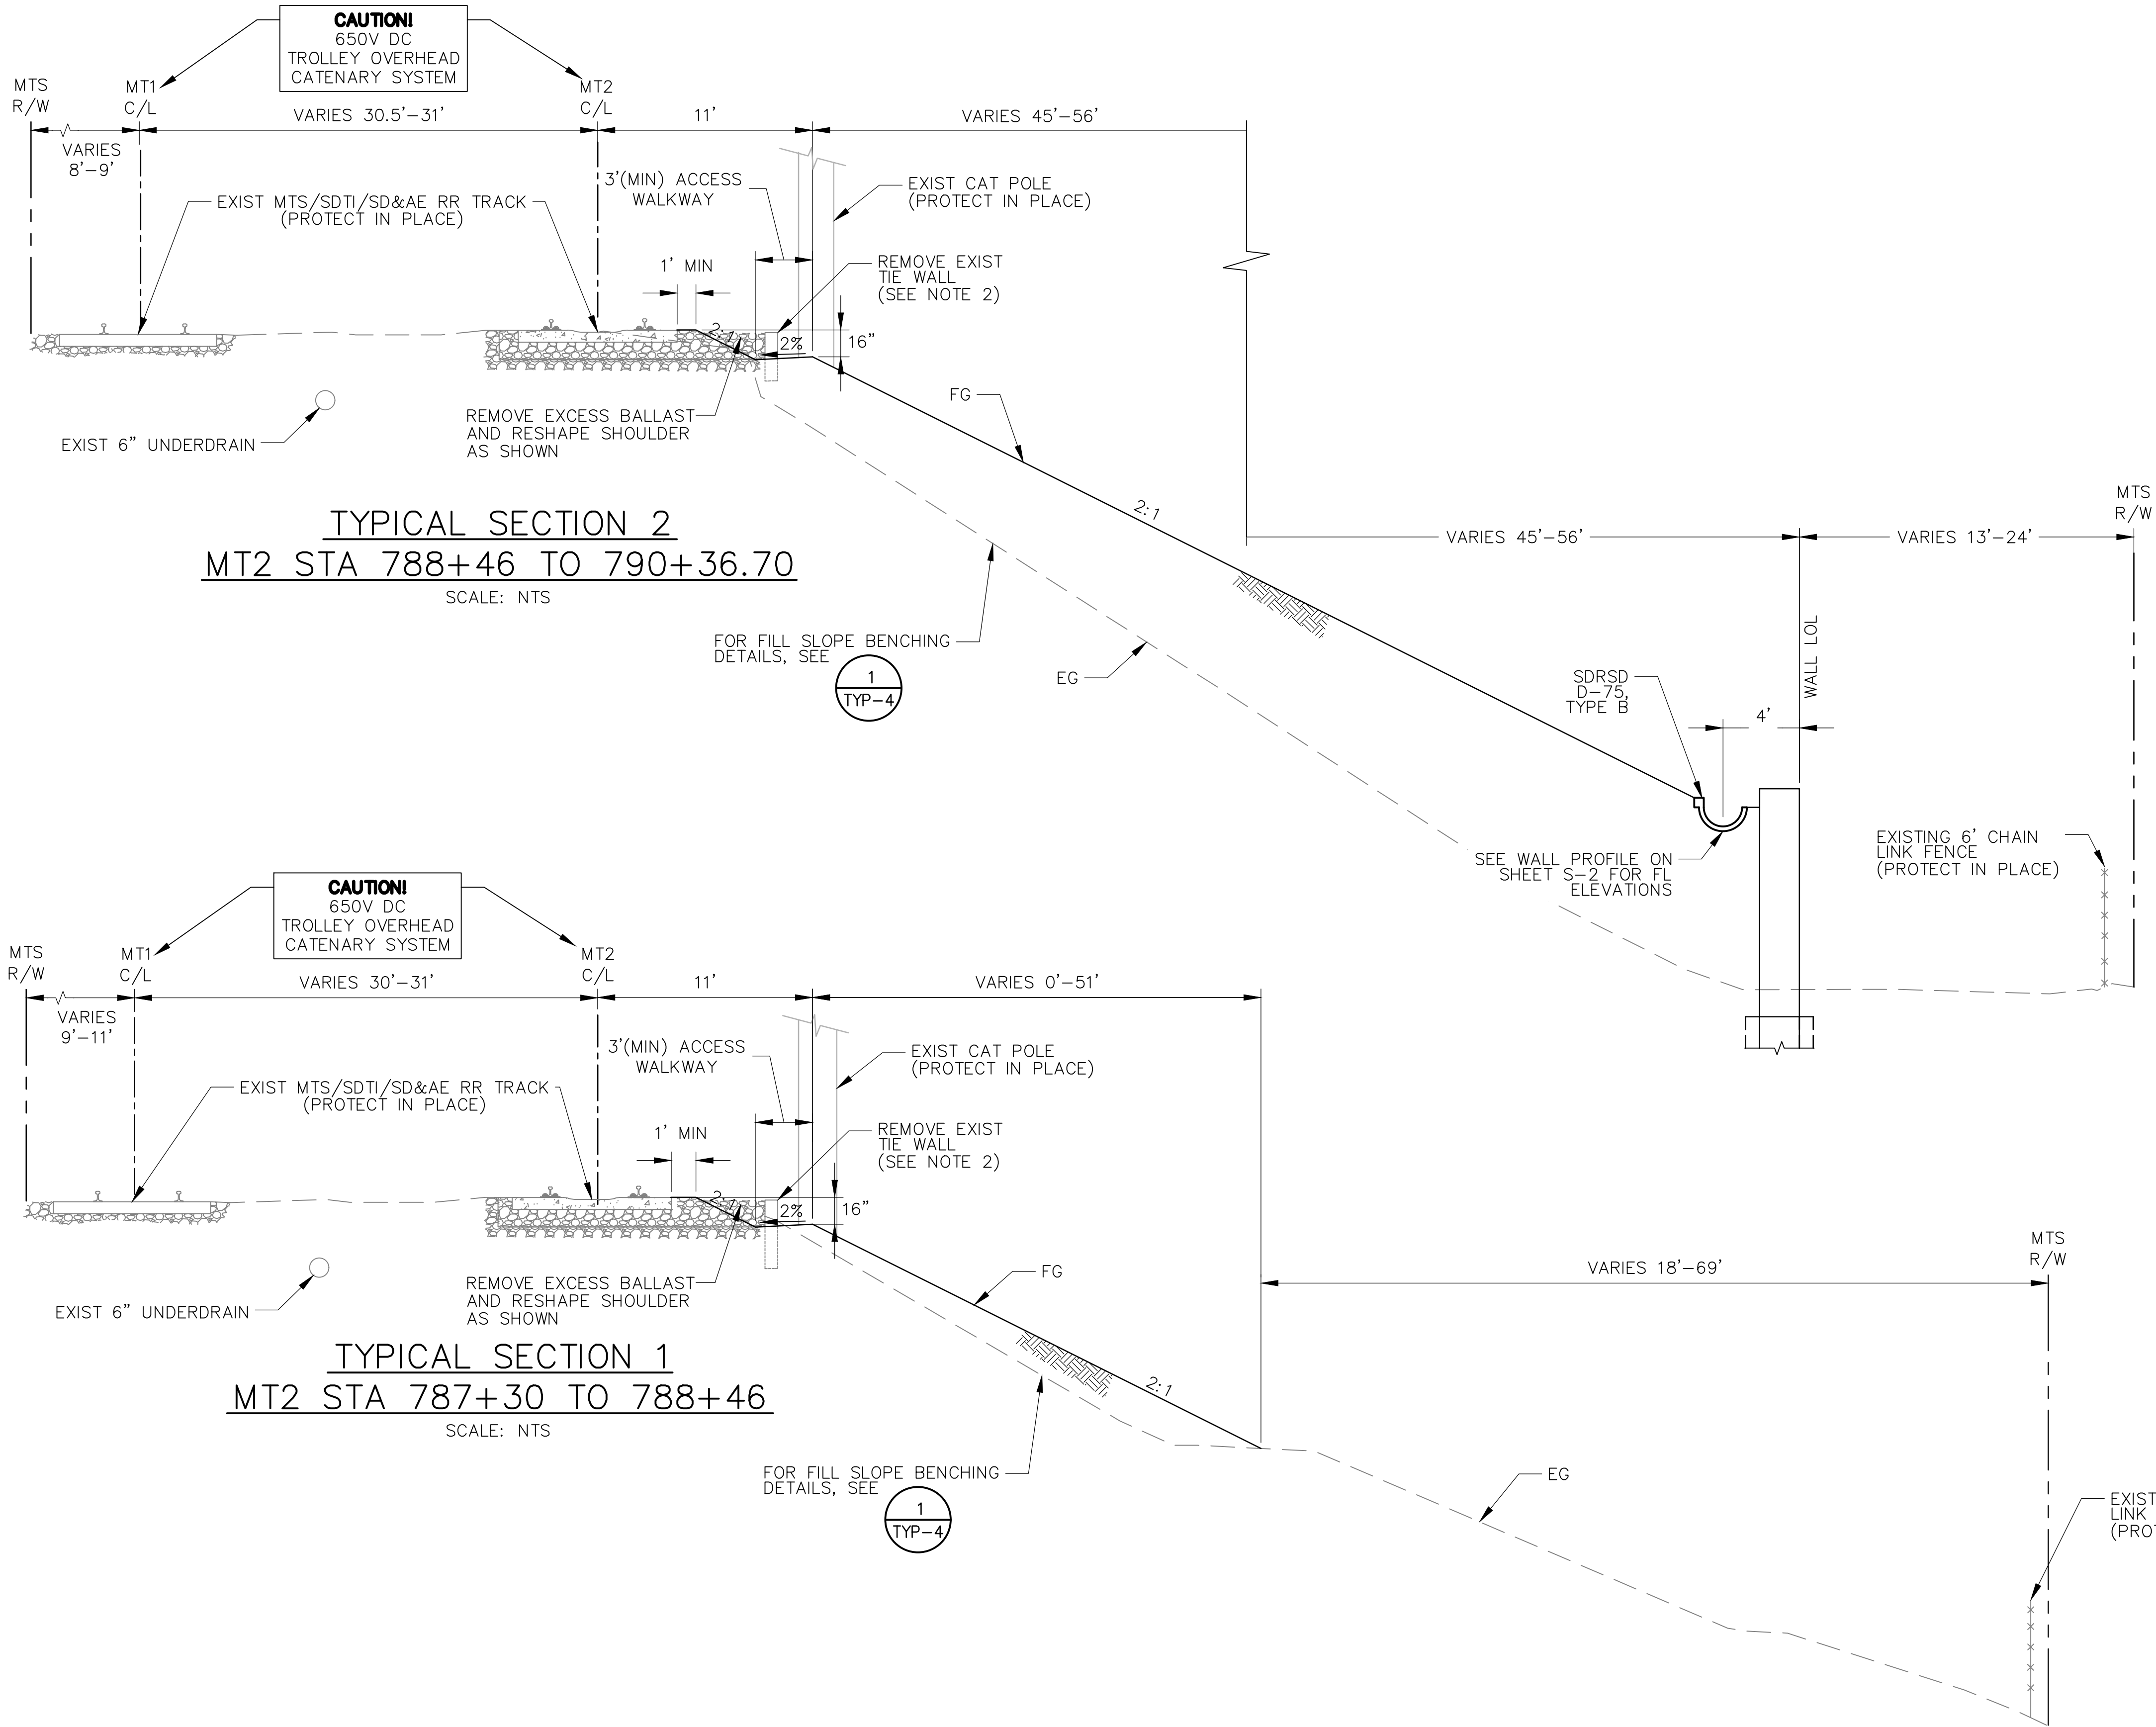 CAUTION!
650V DC
TROLLEY OVERHEAD
CATENARY SYSTEM
MTS
R/W
MT1
C/L
MT2
C/L
VARIES 30.5'-31'
11'
VARIES 45'-56'
VARIES
8'-9'
3'(MIN) ACCESS
WALKWAY
EXIST CAT POLE
(PROTECT IN PLACE)
EXIST MTS/SDTI/SD&AE RR TRACK
(PROTECT IN PLACE)
1' MIN
REMOVE EXIST
TIE WALL
(SEE NOTE 2)
2:1
2%
16"
FG
REMOVE EXCESS BALLAST
AND RESHAPE SHOULDER
AS SHOWN
EXIST 6" UNDERDRAIN
2:1
TYPICAL SECTION 2
MT2 STA 788+46 TO 790+36.70
SCALE: NTS
MTS
R/W
VARIES 45'-56'
VARIES 13'-24'
FOR FILL SLOPE BENCHING
DETAILS, SEE
1
TYP-4
EG
WALL LOL
SDRSD
D-75,
TYPE B
4'
SEE WALL PROFILE ON
SHEET S-2 FOR FL
ELEVATIONS
EXISTING 6' CHAIN
LINK FENCE
(PROTECT IN PLACE)
CAUTION!
650V DC
TROLLEY OVERHEAD
CATENARY SYSTEM
MTS
R/W
MT1
C/L
MT2
C/L
VARIES 30'-31'
11'
VARIES 0'-51'
VARIES
9'-11'
3'(MIN) ACCESS
WALKWAY
EXIST CAT POLE
(PROTECT IN PLACE)
EXIST MTS/SDTI/SD&AE RR TRACK
(PROTECT IN PLACE)
1' MIN
REMOVE EXIST
TIE WALL
(SEE NOTE 2)
2:1
2%
16"
MTS
R/W
VARIES 18'-69'
FG
REMOVE EXCESS BALLAST
AND RESHAPE SHOULDER
AS SHOWN
EXIST 6" UNDERDRAIN
2:1
TYPICAL SECTION 1
MT2 STA 787+30 TO 788+46
SCALE: NTS
FOR FILL SLOPE BENCHING
DETAILS, SEE
1
TYP-4
EG
EXIST
LINK
(PRO